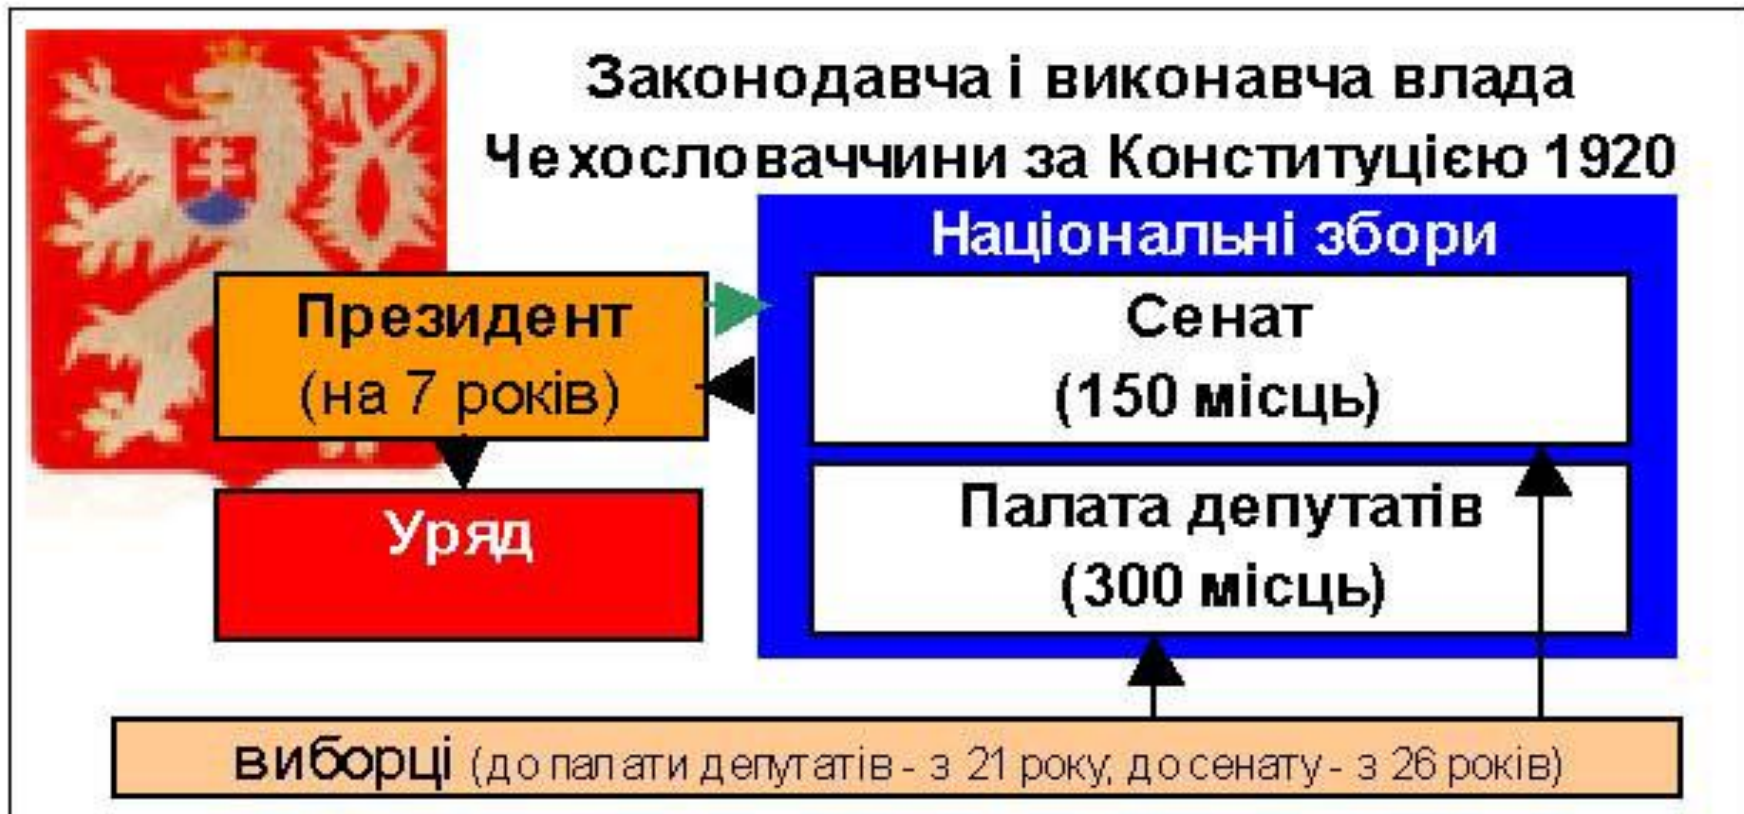 Законодавча і виконавча влада
Чехословаччини за Конституцією 1920
Національні збори
Президент
(на 7 років)
Сенат
(150 місць)
Уряд
Палата депутатів
(300 місць)
виборці (до палати депутатів - з 21 року; до сенату - з 26 років)